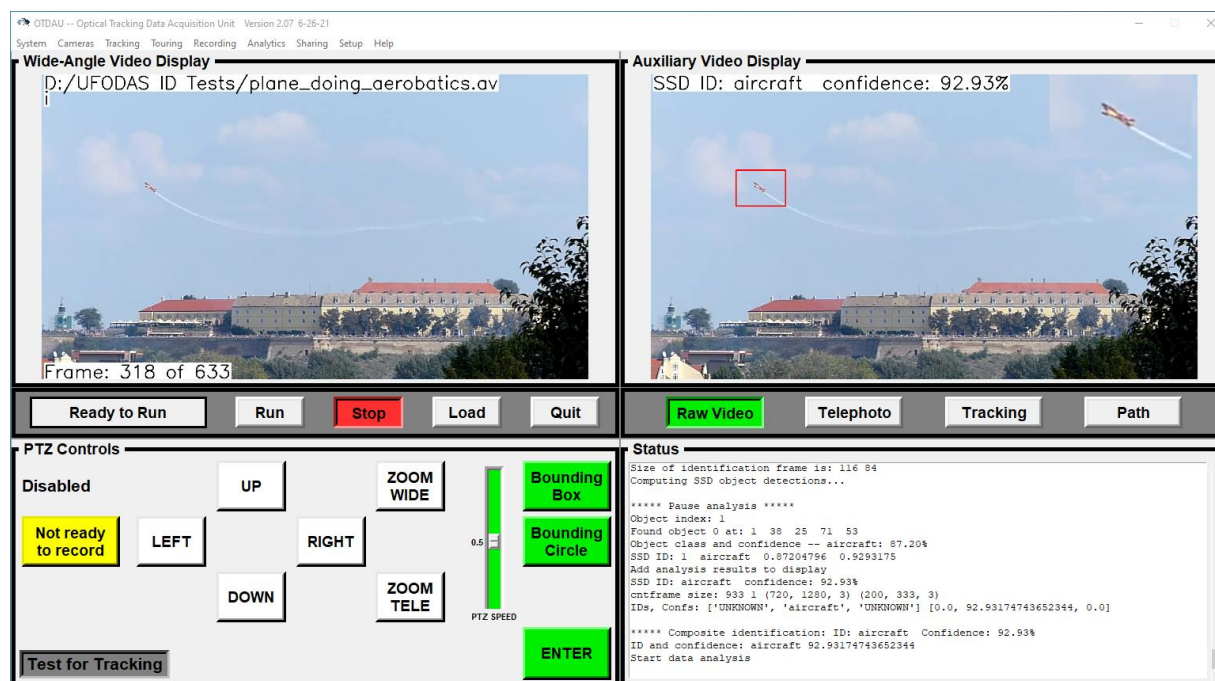 OTDAU -- Optical Tracking Data Acquisition Unit Version 2.07 6-26-21
System Cameras Tracking Touring Recording Analytics Sharing Setup Help
Wide-Angle Video Display
D:/UFODAS ID Tests/plane_doing_aerobatics.av
i
Frame: 318 of 633
Auxiliary Video Display
SSD ID: aircraft confidence: 92.93%
Ready to Run Run Stop Load Quit
Raw Video Telephoto Tracking Path
PTZ Controls
Disabled
UP
ZOOM
WIDE
Bounding
Box
Not ready
to record
LEFT
RIGHT
0.5
Bounding
Circle
DOWN
ZOOM
TELE
PTZ SPEED
Test for Tracking
ENTER
Status
Size of identification frame is: 116 84
Computing SSD object detections...
***** Pause analysis *****
Object index: 1
Found object 0 at: 1 38 25 71 53
Object class and confidence -- aircraft: 87.20%
SSD ID: 1 aircraft 0.87204796 0.9293175
Add analysis results to display
SSD ID: aircraft confidence: 92.93%
cntframe size: 933 1 (720, 1280, 3) (200, 333, 3)
IDs, Confs: ['UNKNOWN', 'aircraft', 'UNKNOWN'] [0.0, 92.93174743652344, 0.0]
***** Composite identification: ID: aircraft Confidence: 92.93%
ID and confidence: aircraft 92.93174743652344
Start data analysis